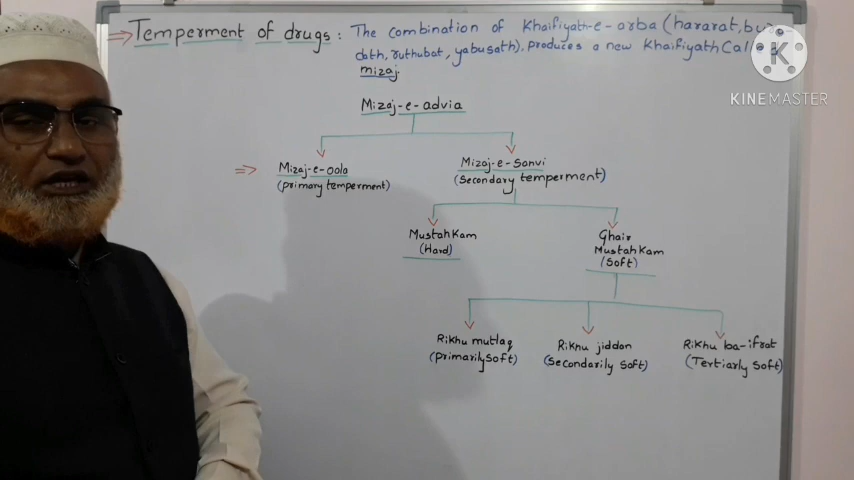 ⇒ Temperment of drugs: The combination of Khaifiyath-e-arba (hararat, bu
dath, ruthubat, yabusath). produces a new Khaifiyath
mizaj.
K
KINEMASTER
Mizaj-e-advia
⇒ Mizaj-e-oola
(primary temperment)
Mizaj-e-sanvi
(Secondary temperment)
Mustahkam
(Hard)
Ghair
Mustahkam
(Soft)
Rikhu mutlaq
(primarily soft)
Rikhu jiddan
(Secondarily soft)
Rikhu ba-ifrat
(Tertiarly soft)